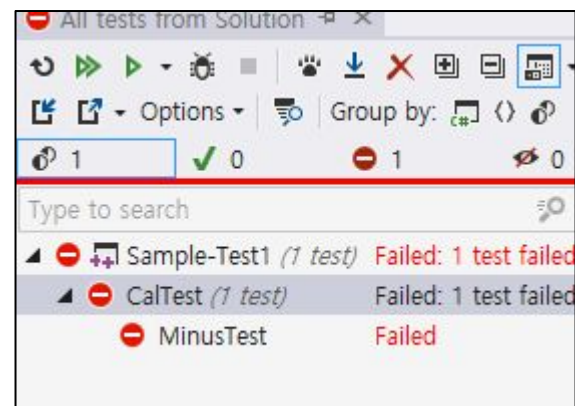 All tests from Solution
Options Group by: C#
1 0 1 0
Type to search
Sample-Test1 (1 test) Failed: 1 test failed
CalTest (1 test) Failed: 1 test failed
MinusTest Failed